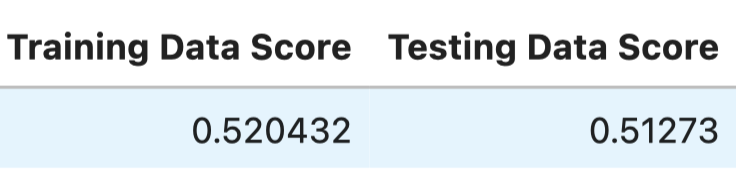 Training Data Score Testing Data Score
0.520432 0.51273